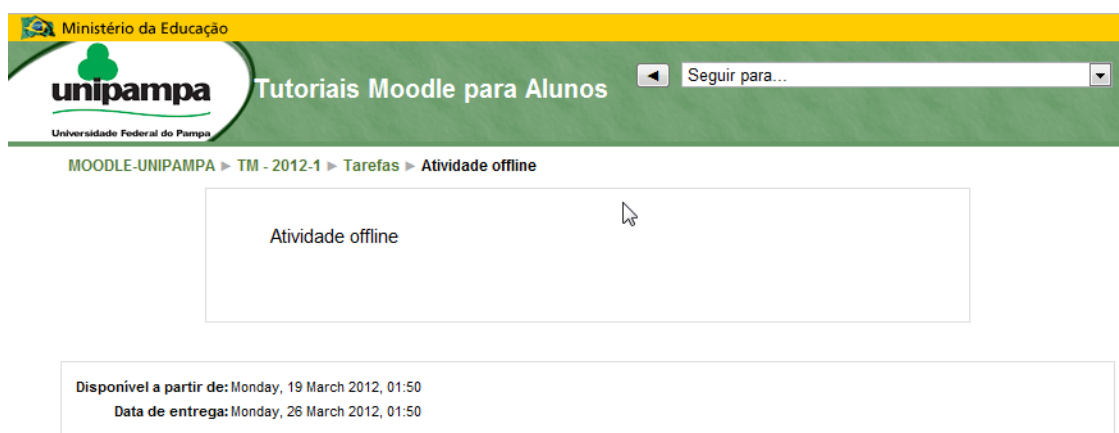 Ministério da Educação
unipampa
Universidade Federal do Pampa
Tutoriais Moodle para Alunos
◄ Seguir para...
MOODLE-UNIPAMPA ► TM - 2012-1 ► Tarefas ► Atividade offline
Atividade offline
Disponível a partir de: Monday, 19 March 2012, 01:50
Data de entrega: Monday, 26 March 2012, 01:50